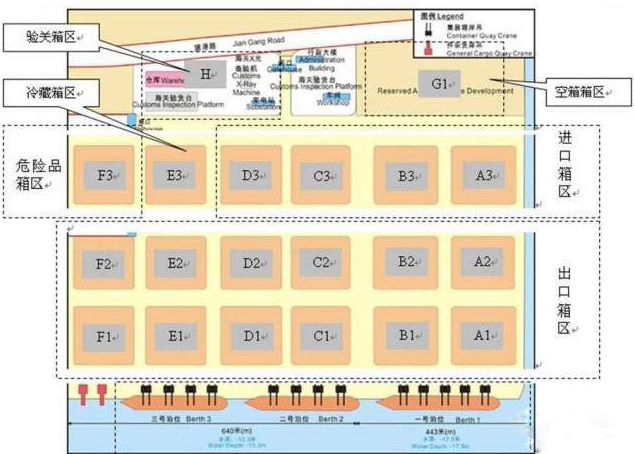 图例 Legend
集装箱岸吊
Container Quay Crane
件杂货岸吊
General Cargo Quay Crane
验关箱区
建港路 Jian Gang Road
行政大楼
Administration
Building
海关X光
查验机
Customs
X-Ray
Machine
H
仓库 Wareh
海关验货台
Customs Inspection Platform
闸口
Gatehouse
海关验货台
Customs Inspection Platform
变电站
Substation
车间
Workshop
G1
Reserved
Development
空箱箱区
冷藏箱区
危险品
箱区
F3 E3 D3 C3 B3 A3
进口箱区
F2 E2 D2 C2 B2 A2
F1 E1 D1 C1 B1 A1
出口箱区
三号泊位 Berth 3
二号泊位 Berth 2
一号泊位 Berth 1
640米(m)
水深: -13.3米
Water Depth: -13.3m
443米(m)
水深: -17.5米
Water Depth: -17.5m